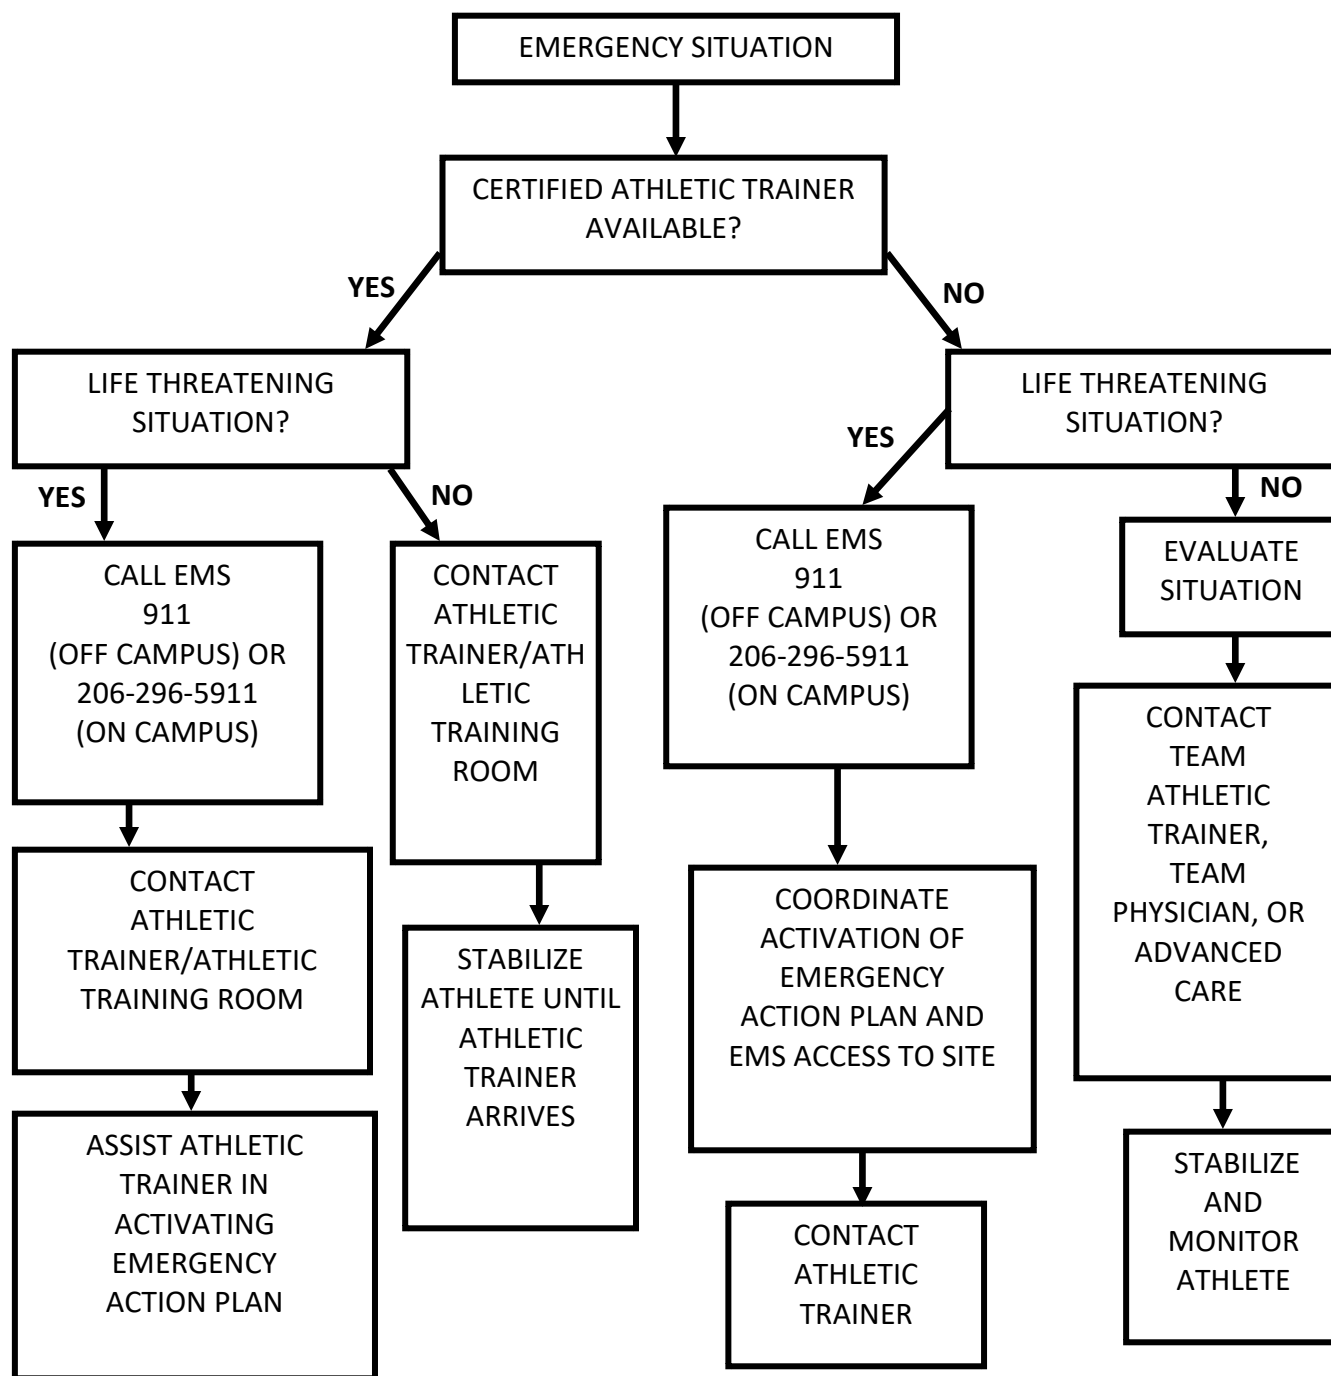 EMERGENCY SITUATION
CERTIFIED ATHLETIC TRAINER
AVAILABLE?
YES
NO
LIFE THREATENING
SITUATION?
LIFE THREATENING
SITUATION?
YES
NO
YES
NO
CALL EMS
911
(OFF CAMPUS) OR
206-296-5911
(ON CAMPUS)
CONTACT
ATHLETIC
TRAINER/ATH
LETIC
TRAINING
ROOM
CALL EMS
911
(OFF CAMPUS) OR
206-296-5911
(ON CAMPUS)
EVALUATE
SITUATION
CONTACT
ATHLETIC
TRAINER/ATHLETIC
TRAINING ROOM
STABILIZE
ATHLETE UNTIL
ATHLETIC
TRAINER
ARRIVES
COORDINATE
ACTIVATION OF
EMERGENCY
ACTION PLAN AND
EMS ACCESS TO SITE
CONTACT
TEAM
ATHLETIC
TRAINER,
TEAM
PHYSICIAN, OR
ADVANCED
CARE
ASSIST ATHLETIC
TRAINER IN
ACTIVATING
EMERGENCY
ACTION PLAN
CONTACT
ATHLETIC
TRAINER
STABILIZE
AND
MONITOR
ATHLETE